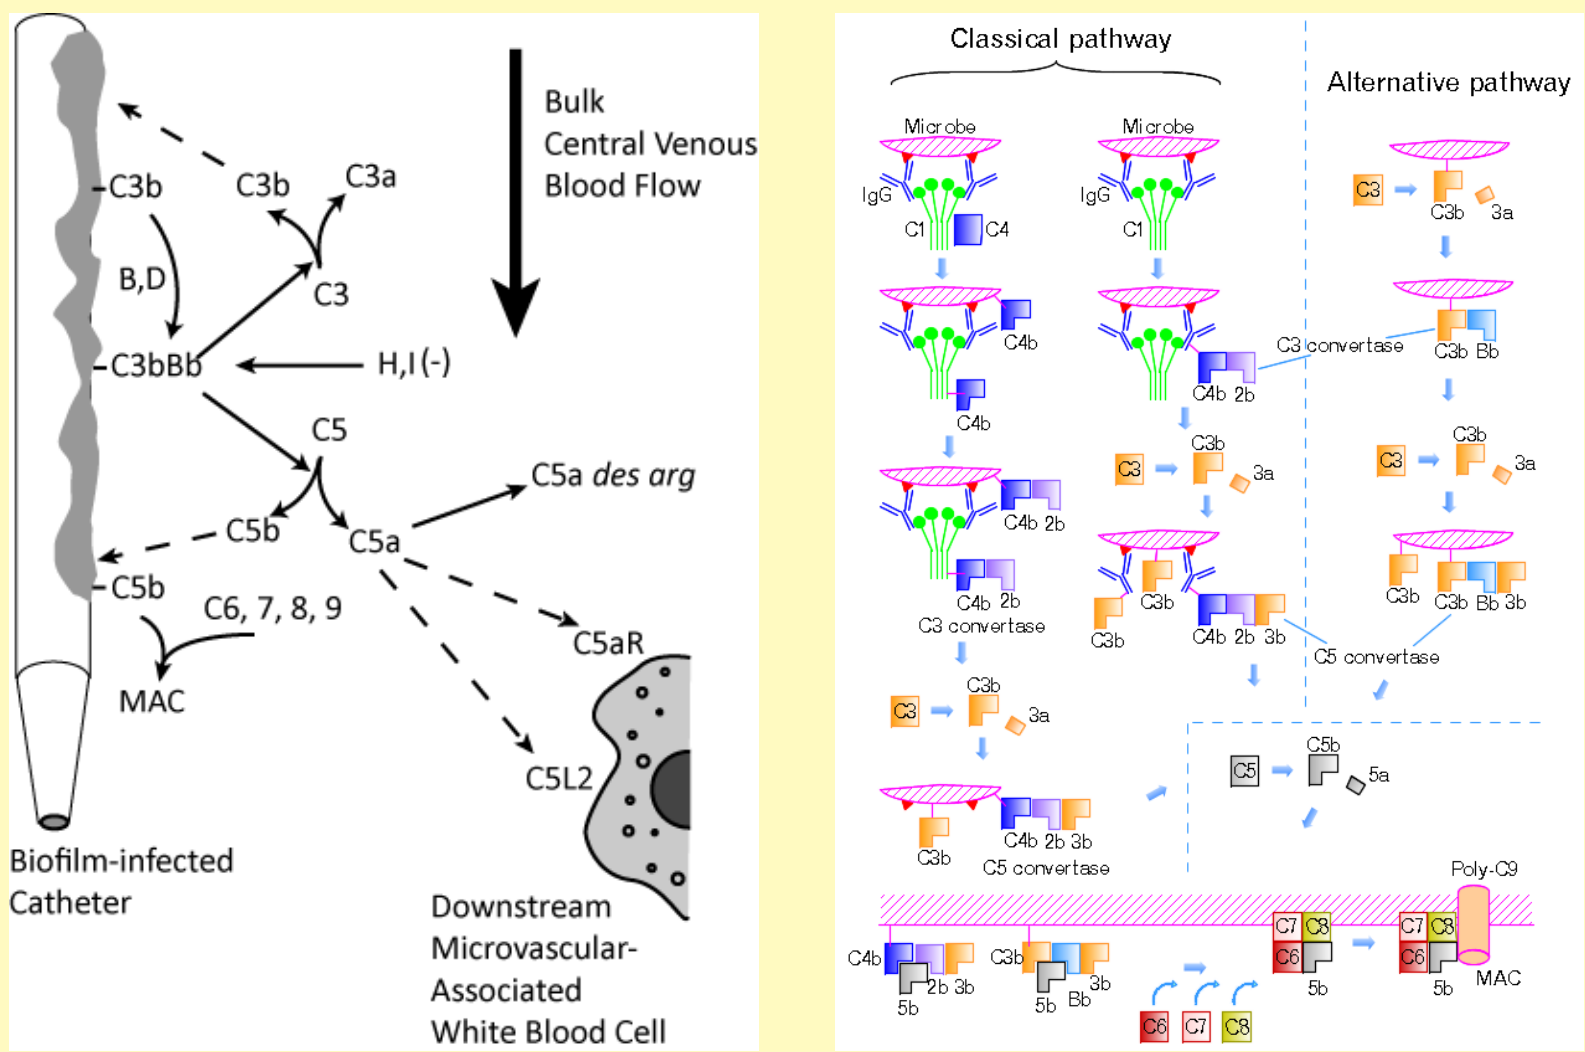 Bulk
Central Venous
Blood Flow
C3b
C3b
C3a
B,D
C3
C3bBb
H,I (-)
C5
C5a des arg
C5b
C5a
C5b
C6, 7, 8, 9
C5aR
MAC
C5L2
Biofilm-infected
Catheter
Downstream
Microvascular-
Associated
White Blood Cell
Classical pathway
Alternative pathway
Microbe
Microbe
IgG
IgG
C1
C4
C1
C3
C3b
3a
C4b
C4b
C3 convertase
C4b 2b
C3b Bb
C3b
C3
3a
C3b
C3
3a
C4b 2b
C4b 2b
C3 convertase
C3b
C3b
C4b 2b 3b
C3b
C3b Bb 3b
C5 convertase
C3b
C3
3a
C5b
C5
5a
C3b
C4b 2b 3b
C5 convertase
Poly-C9
C4b
2b 3b
5b
C3b
3b
5b Bb
C6
C7
C8
C7 C8
C6
5b
C7 C8
C6
5b
MAC